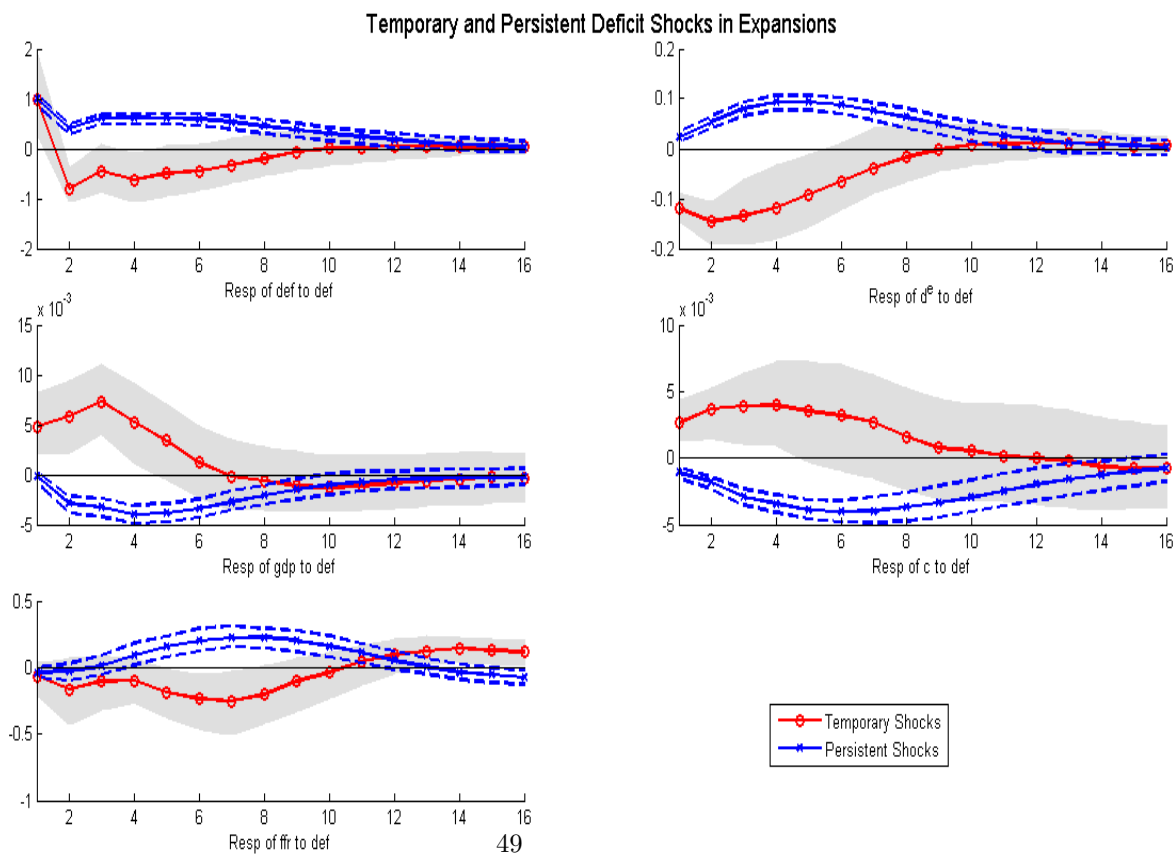 Temporary and Persistent Deficit Shocks in Expansions
2
1
0
-1
-2
2 4 6 8 10 12 14 16
Resp of def to def
0.2
0.1
0
-0.1
-0.2
2 4 6 8 10 12 14 16
Resp of d^e to def
x 10^-3
15
10
5
0
-5
2 4 6 8 10 12 14 16
Resp of gdp to def
x 10^-3
10
5
0
-5
2 4 6 8 10 12 14 16
Resp of c to def
0.5
0
-0.5
-1
2 4 6 8 10 12 14 16
Resp of ffr to def
Temporary Shocks
Persistent Shocks
49